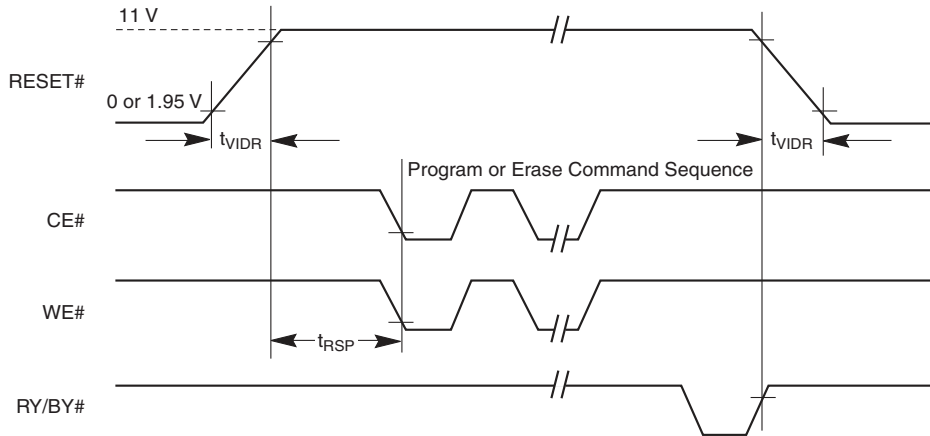 11 V
RESET#
0 or 1.95 V
tVIDR
tVIDR
Program or Erase Command Sequence
CE#
WE#
tRSP
RY/BY#